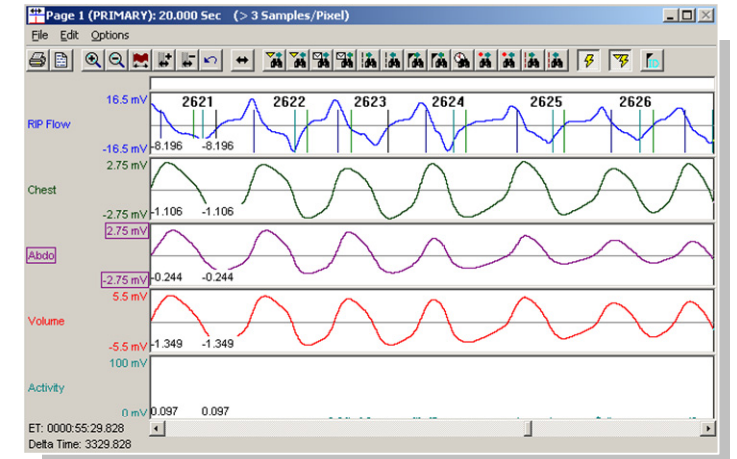 Page 1 (PRIMARY): 20.000 Sec (> 3 Samples/Pixel)
File Edit Options
16.5 mV 2621 2622 2623 2624 2625 2626
RIP Flow
-16.5 mV -8.196 -8.196
2.75 mV
Chest
-2.75 mV -1.106 -1.106
2.75 mV
Abdo
-2.75 mV -0.244 -0.244
5.5 mV
Volume
-5.5 mV -1.349 -1.349
100 mV
Activity
0 mV 0.097 0.097
ET: 0000:55:29.828
Delta Time: 3329.828